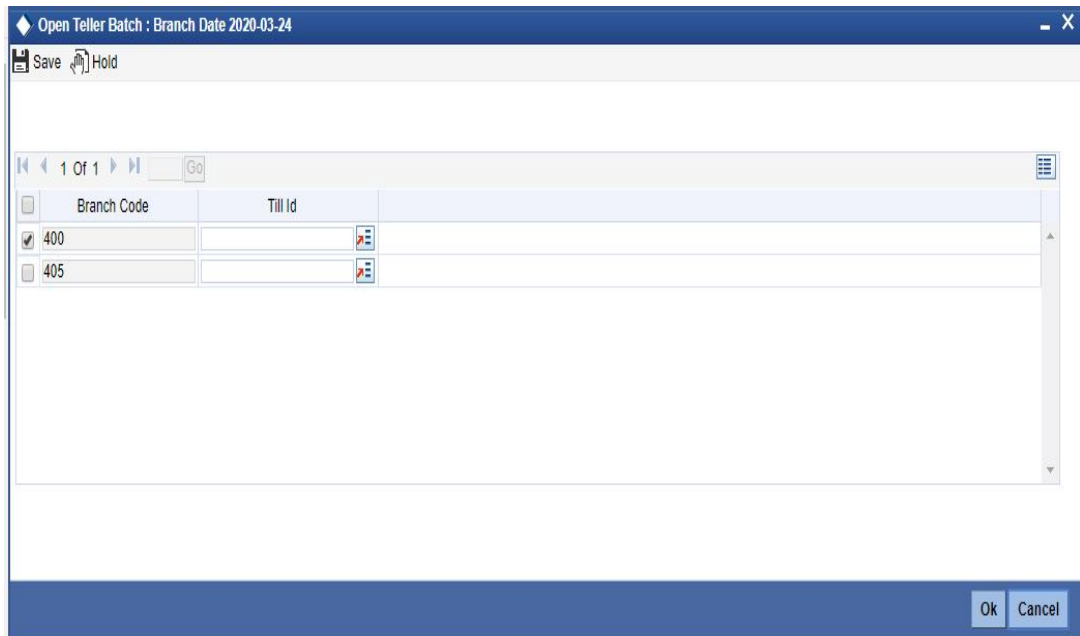 Open Teller Batch : Branch Date 2020-03-24
Save Hold
1 Of 1 Go
Branch Code Till Id
400
405
Ok Cancel